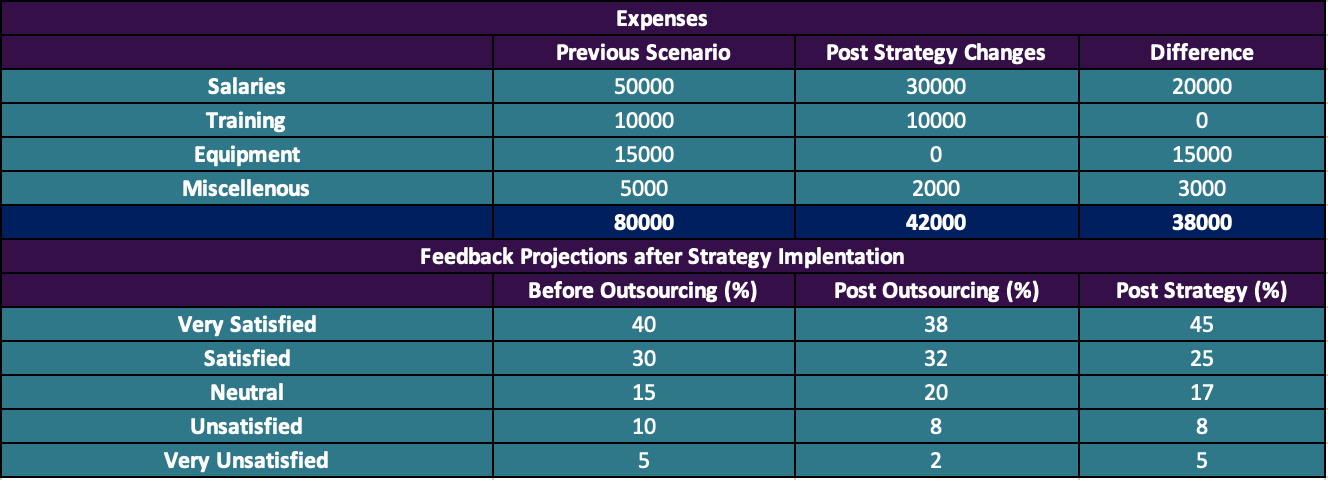 Expenses
Previous Scenario Post Strategy Changes Difference
Salaries 50000 30000 20000
Training 10000 10000 0
Equipment 15000 0 15000
Miscellenous 5000 2000 3000
80000 42000 38000
Feedback Projections after Strategy Implentation
Before Outsourcing (%) Post Outsourcing (%) Post Strategy (%)
Very Satisfied 40 38 45
Satisfied 30 32 25
Neutral 15 20 17
Unsatisfied 10 8 8
Very Unsatisfied 5 2 5